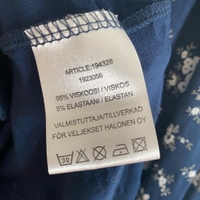 ARTICLE:194328
1923056
95% VISKOOSI / VISKOS
5% ELASTAANI / ELASTAN
VALMISTUTTAJA/TILLVERKAD
FÖR VELJEKSET HALONEN OY
30